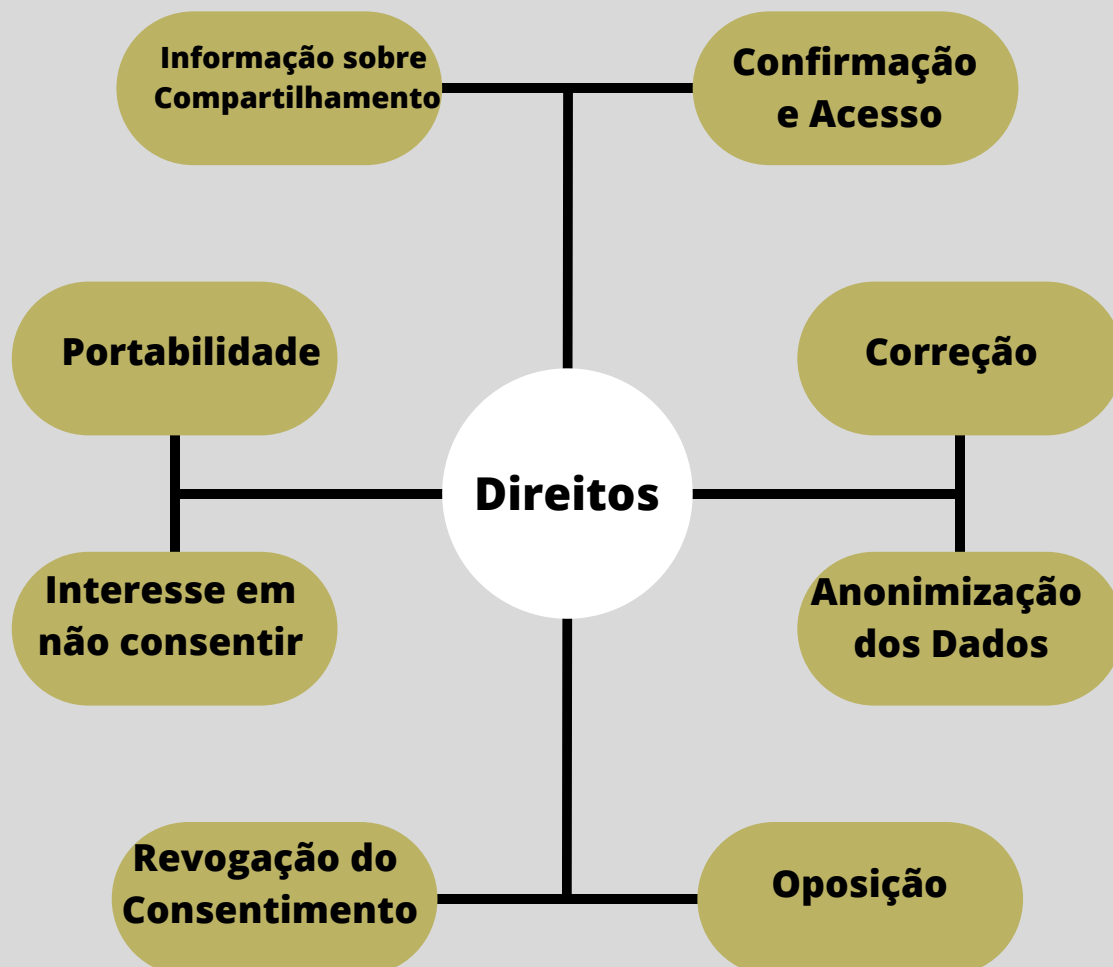 Informação sobre
Compartilhamento
Confirmação
e Acesso
Portabilidade
Correção
Direitos
Interesse em
não consentir
Anonimização
dos Dados
Revogação do
Consentimento
Oposição